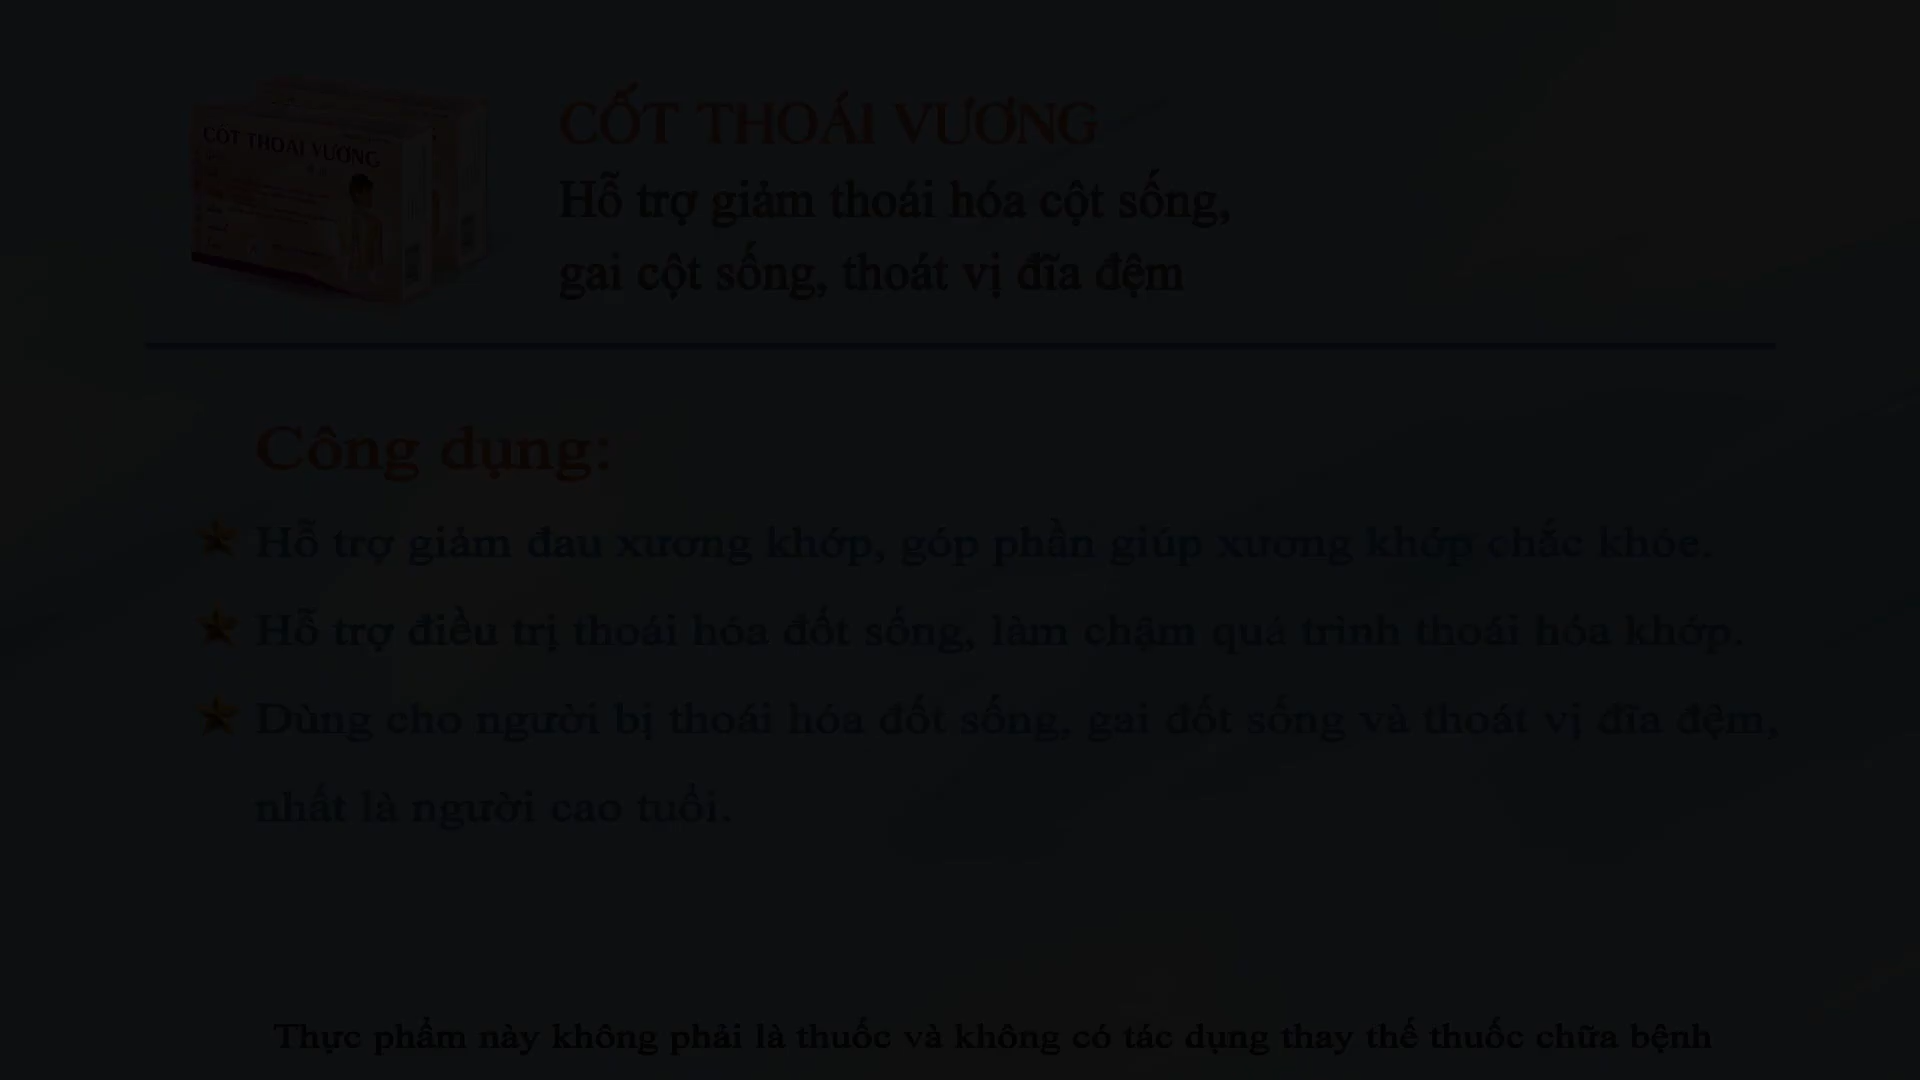 CỐT THOÁI VƯƠNG
CỐT THOÁI VƯƠNG
Hỗ trợ giảm thoái hóa cột sống,
gai cột sống, thoát vị đĩa đệm
Công dụng:
Hỗ trợ giảm đau xương khớp, góp phần giúp xương khớp chắc khỏe.
Hỗ trợ điều trị thoái hóa đốt sống, làm chậm quá trình thoái hóa khớp.
Dùng cho người bị thoái hóa đốt sống, gai đốt sống và thoát vị đĩa đệm,
nhất là người cao tuổi.
Thực phẩm này không phải là thuốc và không có tác dụng thay thế thuốc chữa bệnh